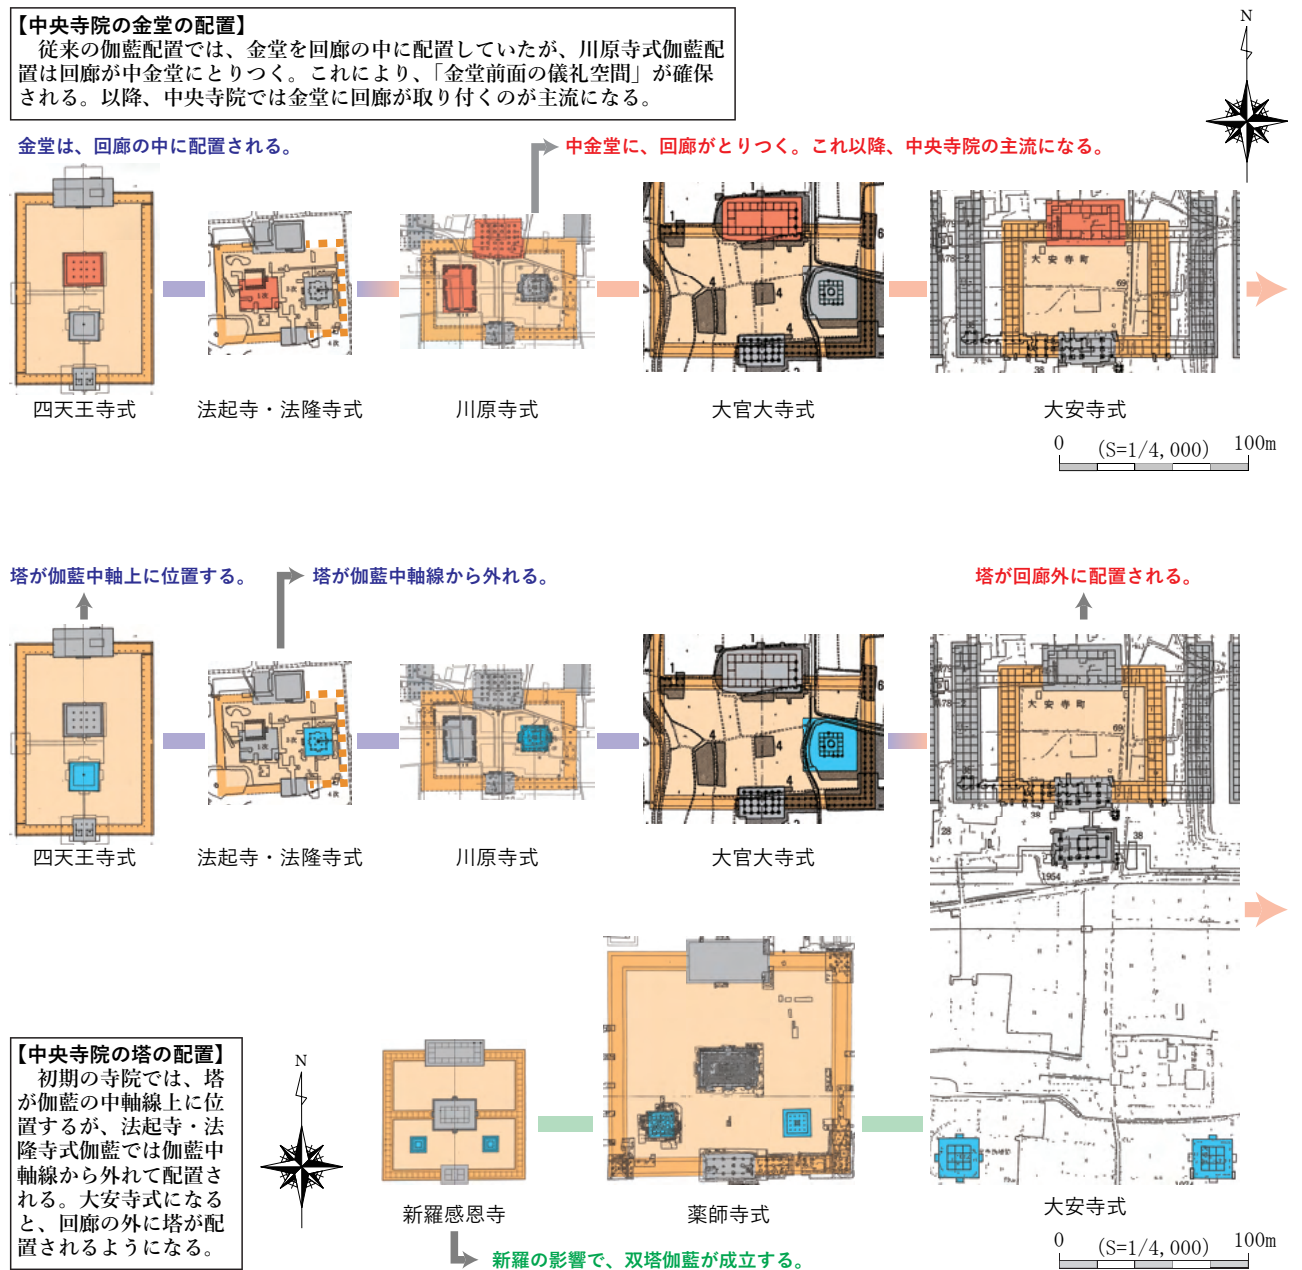 【中央寺院の金堂の配置】
　従来の伽藍配置では、金堂を回廊の中に配置していたが、川原寺式伽藍配
置は回廊が中金堂にとりつく。これにより、「金堂前面の儀礼空間」が確保
される。以降、中央寺院では金堂に回廊が取り付くのが主流になる。
N
金堂は、回廊の中に配置される。
中金堂に、回廊がとりつく。これ以降、中央寺院の主流になる。
大安寺町
四天王寺式
法起寺・法隆寺式
川原寺式
大官大寺式
大安寺式
0 (S=1/4,000) 100m
塔が伽藍中軸上に位置する。
塔が伽藍中軸線から外れる。
塔が回廊外に配置される。
大安寺町
四天王寺式
法起寺・法隆寺式
川原寺式
大官大寺式
28
38
38
1954
【中央寺院の塔の配置】
　初期の寺院では、塔
が伽藍の中軸線上に位
置するが、法起寺・法
隆寺式伽藍では伽藍中
軸線から外れて配置さ
れる。大安寺式になる
と、回廊の外に塔が配
置されるようになる。
N
新羅感恩寺
薬師寺式
大安寺式
新羅の影響で、双塔伽藍が成立する。
0 (S=1/4,000) 100m